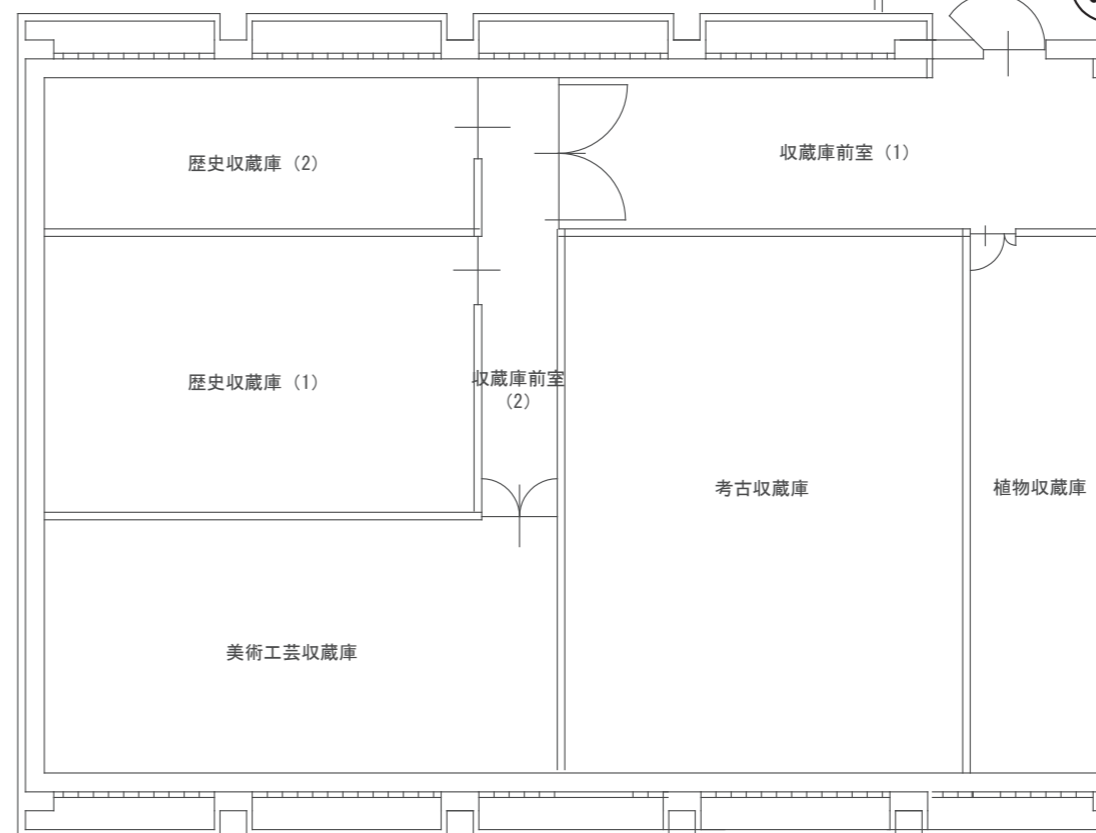 歴史収蔵庫（2）
収蔵庫前室（1）
歴史収蔵庫（1）
収蔵庫前室
（2）
考古収蔵庫
植物収蔵庫
美術工芸収蔵庫